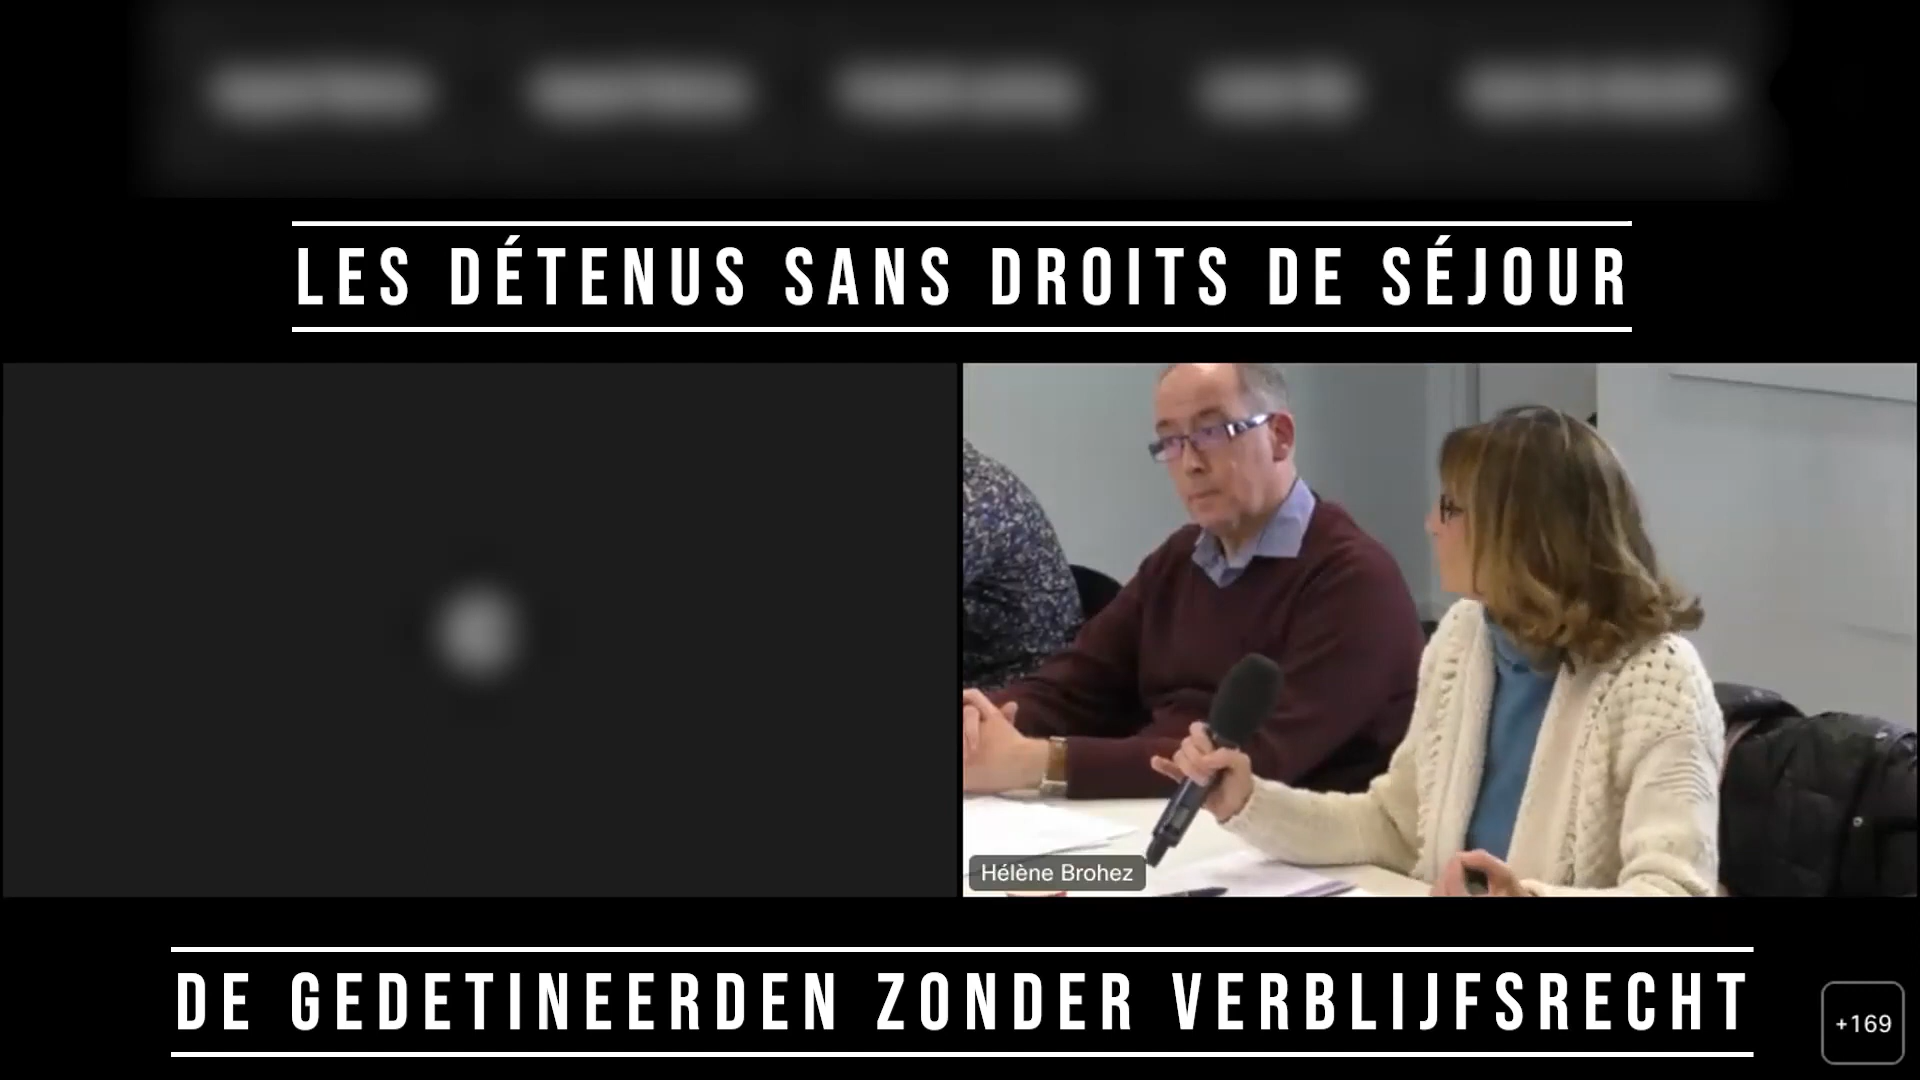 LES DÉTENUS SANS DROITS DE SÉJOUR
Hélène Brohez
DE GEDETINEERDEN ZONDER VERBLIJFSRECHT
+169